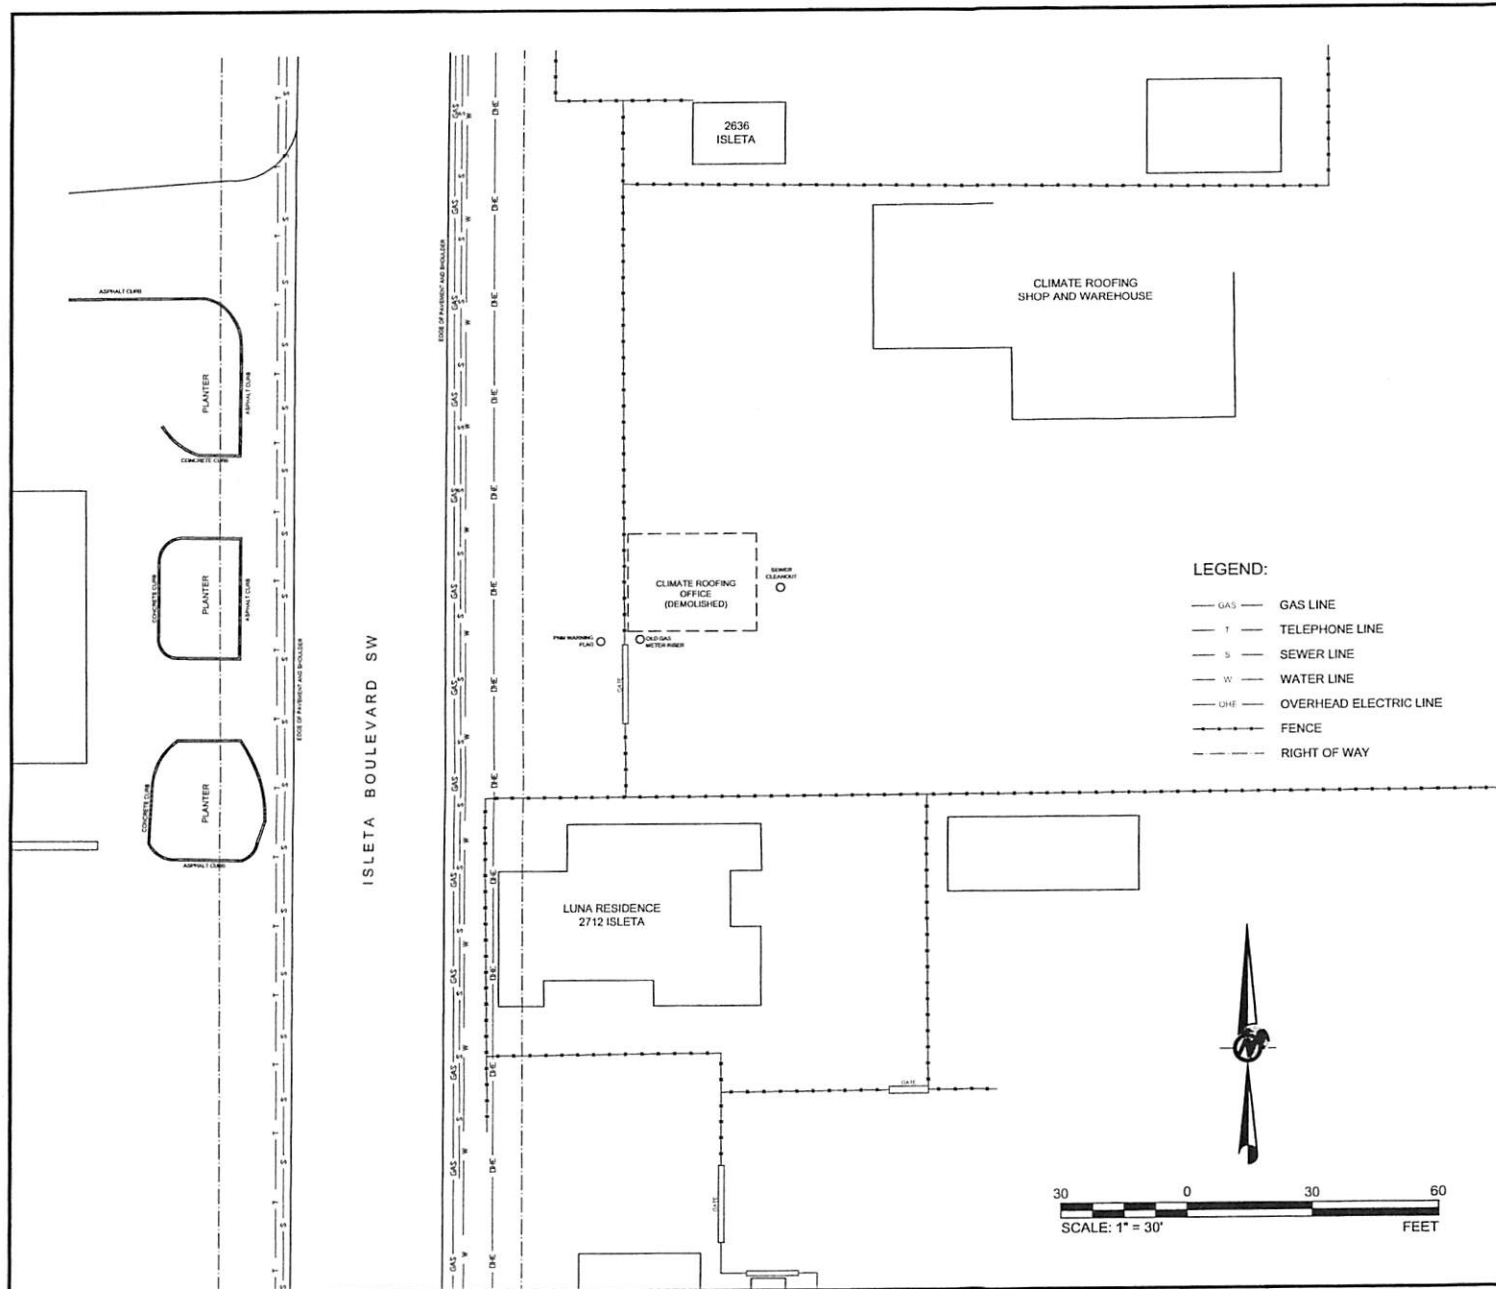 2636
ISLETA
CLIMATE ROOFING
SHOP AND WAREHOUSE
EDGE OF PAVEMENT AND SHOULDER
ASPHALT CURB
PLANTER
ASPHALT CURB
CONCRETE CURB
CONCRETE CURB
PLANTER
ASPHALT CURB
EDGE OF PAVEMENT AND SHOULDER
ISLETA BOULEVARD SW
CLIMATE ROOFING
OFFICE
(DEMOLISHED)
SEWER
CLEANOUT
PNM WARNING
FLAG
OLD GAS
METER RISER
GATE
CONCRETE CURB
PLANTER
ASPHALT CURB
LUNA RESIDENCE
2712 ISLETA
GATE
GATE
LEGEND:
GAS GAS LINE
T TELEPHONE LINE
S SEWER LINE
W WATER LINE
OHE OVERHEAD ELECTRIC LINE
FENCE
RIGHT OF WAY
N
30 0 30 60
SCALE: 1" = 30' FEET